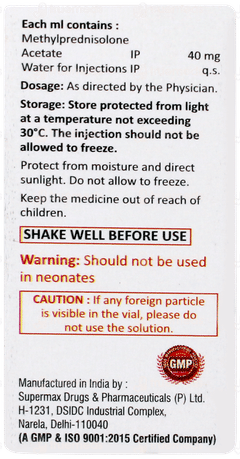 Each ml contains :
Methylprednisolone
Acetate IP 40 mg
Water for Injections IP q.s.
Dosage: As directed by the Physician.
Storage: Store protected from light
at a temperature not exceeding
30°C. The injection should not be
allowed to freeze.
Protect from moisture and direct
sunlight. Do not allow to freeze.
Keep the medicine out of reach of
children.
SHAKE WELL BEFORE USE
Warning: Should not be used
in neonates
CAUTION : If any foreign particle
is visible in the vial, please do
not use the solution.
GMP
Manufactured in India by :
Supermax Drugs & Pharmaceuticals (P) Ltd.
H-1231, DSIDC Industrial Complex,
Narela, Delhi-110040
(A GMP & ISO 9001:2015 Certified Company)